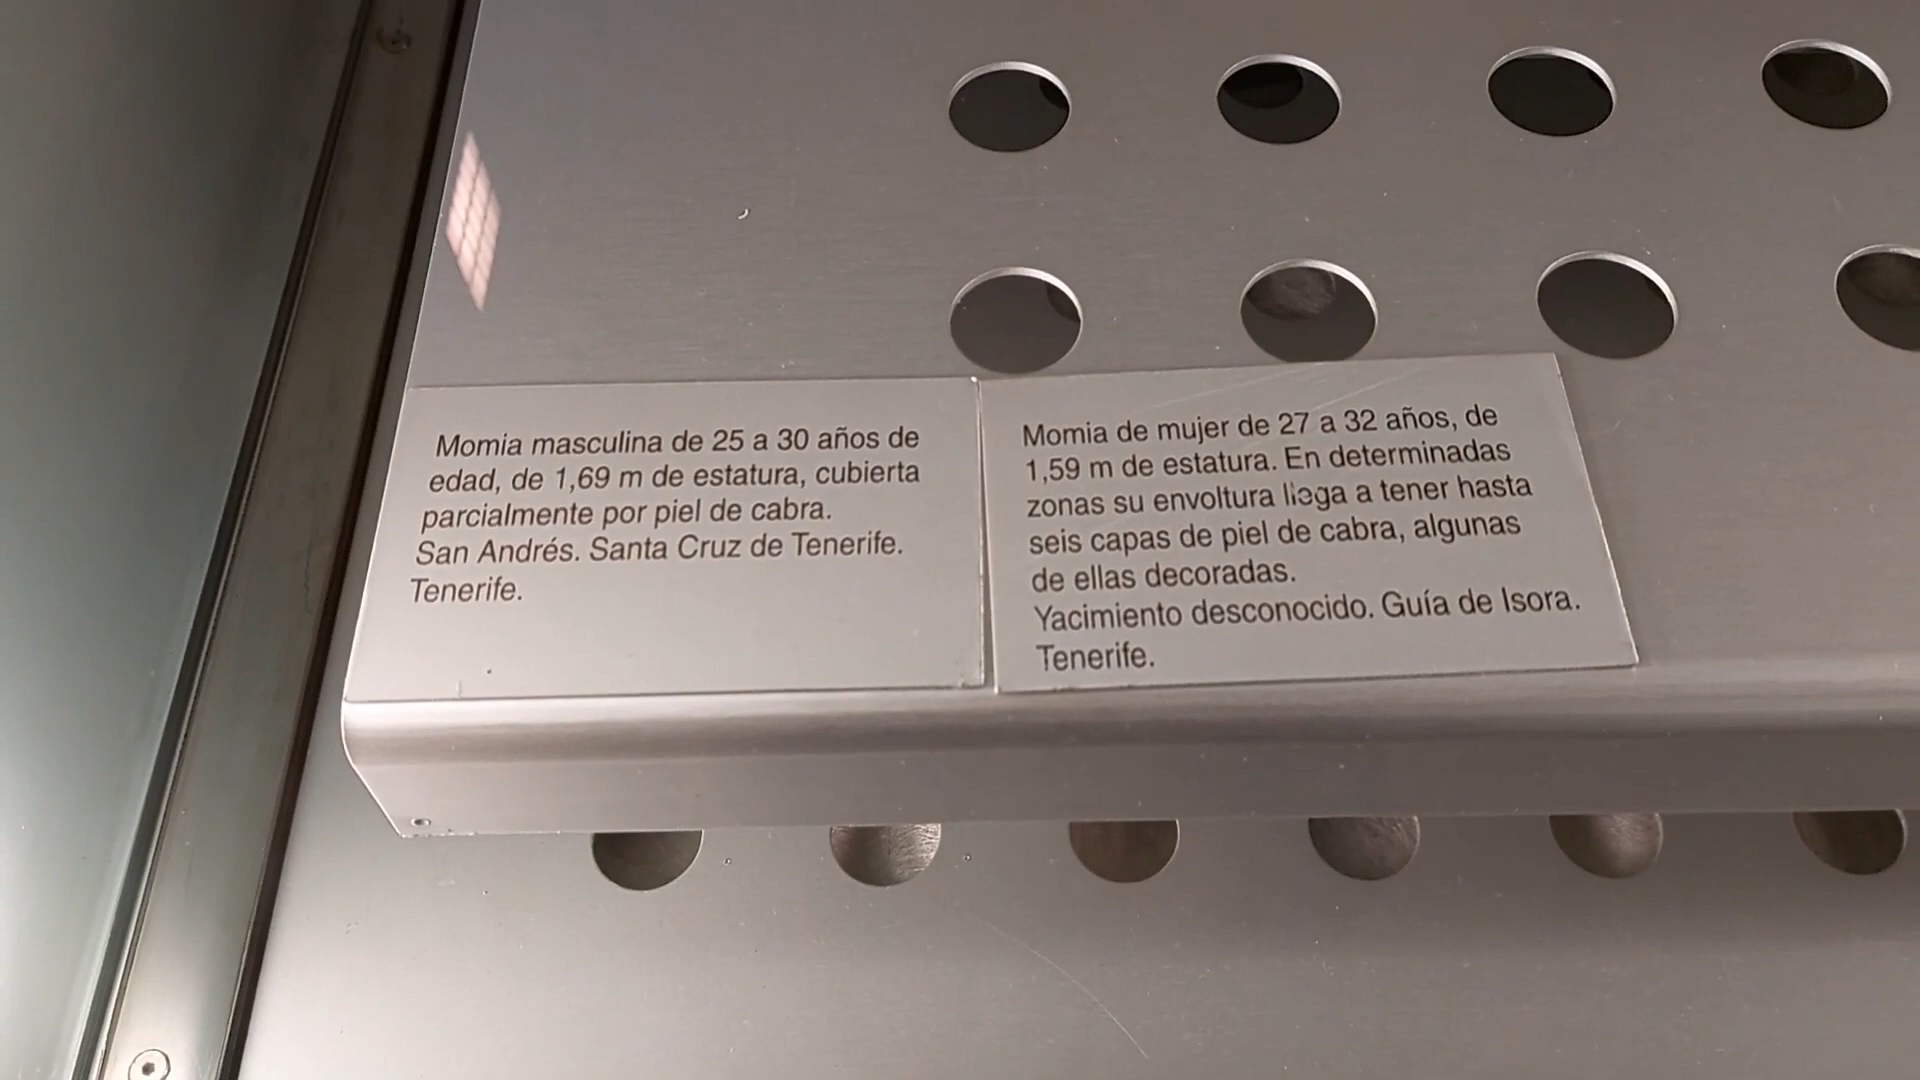 Momia masculina de 25 a 30 años de
edad, de 1,69 m de estatura, cubierta
parcialmente por piel de cabra.
San Andrés. Santa Cruz de Tenerife.
Tenerife.
Momia de mujer de 27 a 32 años, de
1,59 m de estatura. En determinadas
zonas su envoltura llega a tener hasta
seis capas de piel de cabra, algunas
de ellas decoradas.
Yacimiento desconocido. Guía de Isora.
Tenerife.